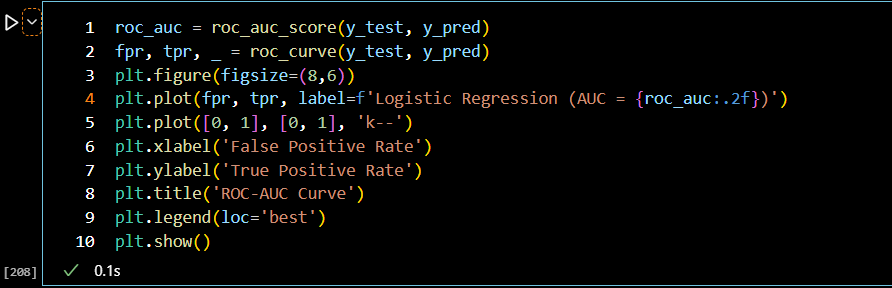 1 roc_auc = roc_auc_score(y_test, y_pred)
2 fpr, tpr, _ = roc_curve(y_test, y_pred)
3 plt.figure(figsize=(8,6))
4 plt.plot(fpr, tpr, label=f'Logistic Regression (AUC = {roc_auc:.2f})')
5 plt.plot([0, 1], [0, 1], 'k--')
6 plt.xlabel('False Positive Rate')
7 plt.ylabel('True Positive Rate')
8 plt.title('ROC-AUC Curve')
9 plt.legend(loc='best')
10 plt.show()
[208] 0.1s